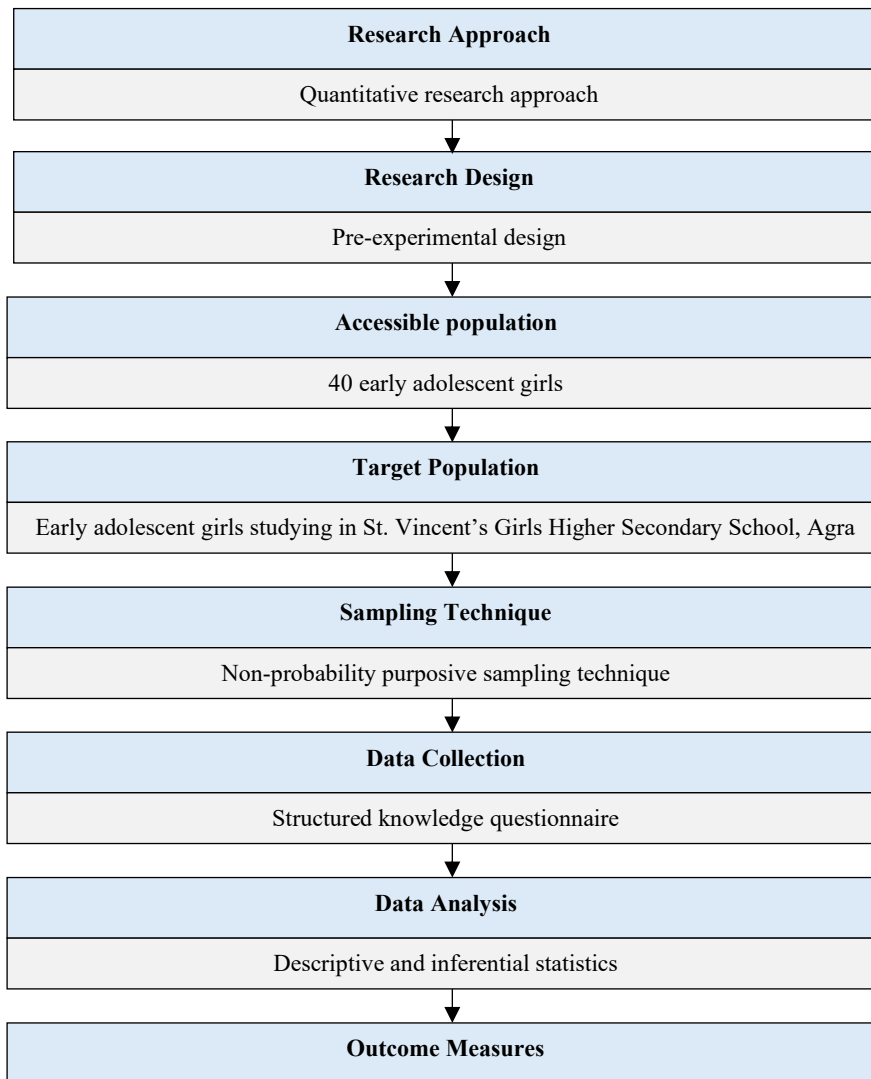 Research Approach
Quantitative research approach
Research Design
Pre-experimental design
Accessible population
40 early adolescent girls
Target Population
Early adolescent girls studying in St. Vincent’s Girls Higher Secondary School, Agra
Sampling Technique
Non-probability purposive sampling technique
Data Collection
Structured knowledge questionnaire
Data Analysis
Descriptive and inferential statistics
Outcome Measures